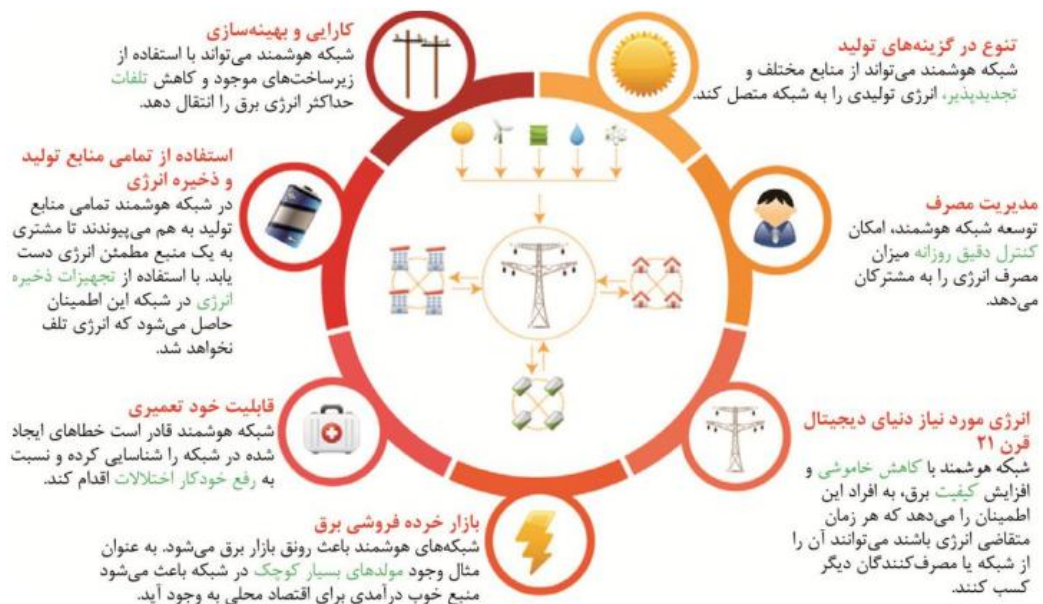 تنوع در گزینه‌های تولید
شبکه هوشمند می‌تواند از منابع مختلف و
تجدیدپذیر، انرژی تولیدی را به شبکه متصل کند.
مدیریت مصرف
توسعه شبکه هوشمند، امکان
کنترل دقیق روزانه میزان
مصرف انرژی را به مشترکان
می‌دهد.
انرژی مورد نیاز دنیای دیجیتال
قرن ۲۱
شبکه هوشمند با کاهش خاموشی و
افزایش کیفیت برق، به افراد این
اطمینان را می‌دهد که هر زمان
متقاضی انرژی باشند می‌توانند آن را
از شبکه یا مصرف‌کنندگان دیگر
کسب کنند.
بازار خرده فروشی برق
شبکه‌های هوشمند باعث رونق بازار برق می‌شود. به عنوان
مثال وجود مولدهای بسیار کوچک در شبکه باعث می‌شود
منبع خوب درآمدی برای اقتصاد محلی به وجود آید.
قابلیت خود تعمیری
شبکه هوشمند قادر است خطاهای ایجاد
شده در شبکه را شناسایی کرده و نسبت
به رفع خودکار اختلالات اقدام کند.
استفاده از تمامی منابع تولید
و ذخیره انرژی
در شبکه هوشمند تمامی منابع
تولید به هم می‌پیوندند تا مشتری
به یک منبع مطمئن انرژی دست
یابد. با استفاده از تجهیزات ذخیره
انرژی در شبکه این اطمینان
حاصل می‌شود که انرژی تلف
نخواهد شد.
کارایی و بهینه‌سازی
شبکه هوشمند می‌تواند با استفاده از
زیرساخت‌های موجود و کاهش تلفات
حداکثر انرژی برق را انتقال دهد.